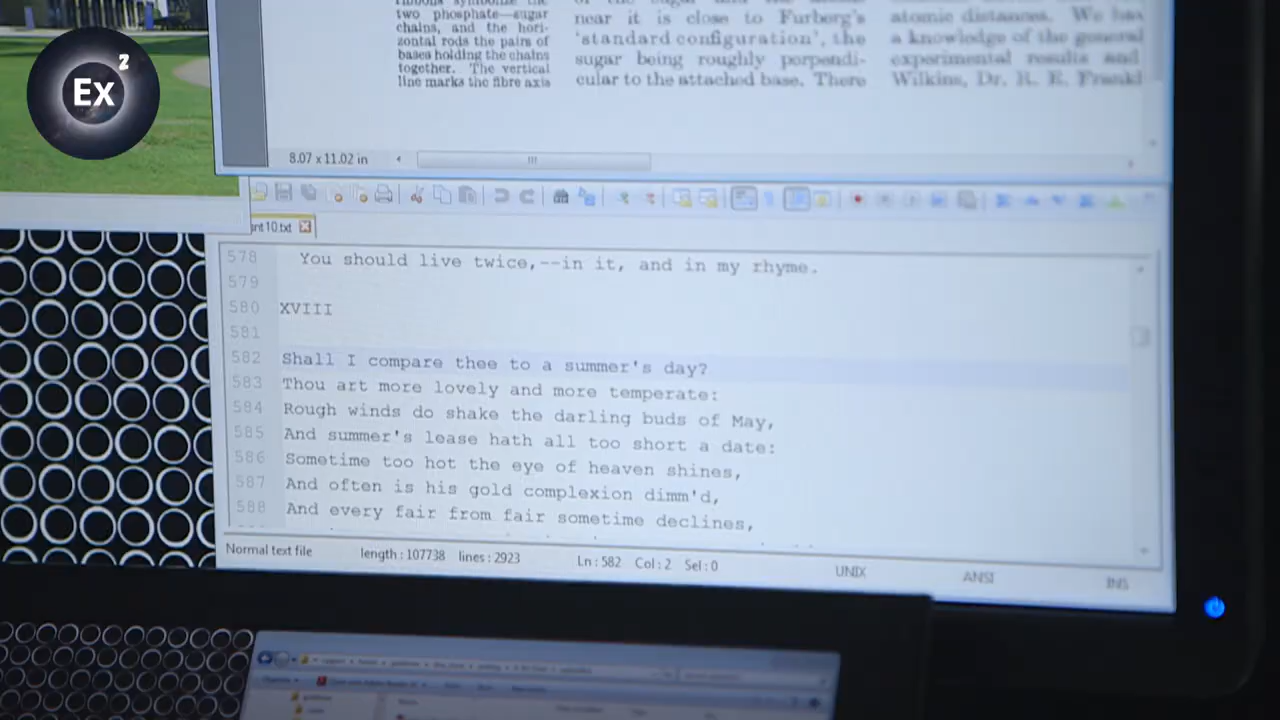 Ex 2
ribbons symbolize the
two phosphate—sugar
chains, and the hori-
zontal rods the pairs of
bases holding the chains
together. The vertical
line marks the fibre axis
near it is close to Furberg's
'standard configuration', the
sugar being roughly perpendi-
cular to the attached base. There
atomic distances. We
a knowledge of the general
experimental results and
Wilkins, Dr. R. E. Frankl
8.07 x 11.02 in
nt10.txt
578 You should live twice,--in it, and in my rhyme.
579
580 XVIII
581
582 Shall I compare thee to a summer's day?
583 Thou art more lovely and more temperate:
584 Rough winds do shake the darling buds of May,
585 And summer's lease hath all too short a date:
586 Sometime too hot the eye of heaven shines,
587 And often is his gold complexion dimm'd,
588 And every fair from fair sometime declines,
Normal text file length : 107738 lines : 2923 Ln : 582 Col : 2 Sel : 0 UNIX ANSI INS